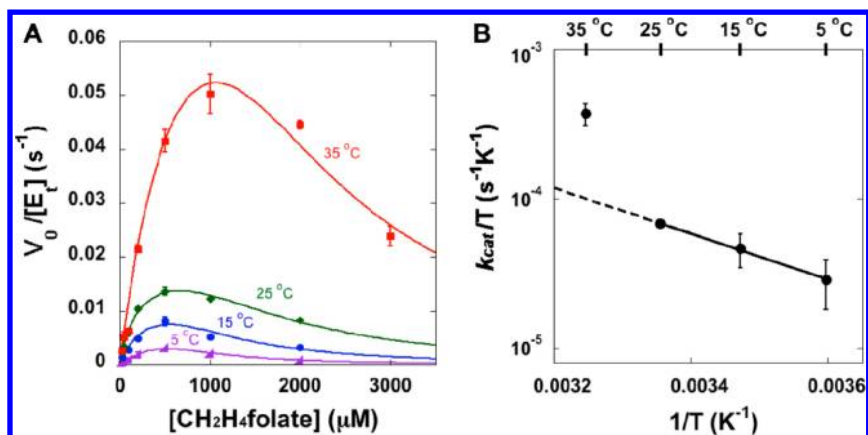 A
V₀/[Eₜ] (s⁻¹)
0.06
0.05
0.04
0.03
0.02
0.01
0
35 °C
25 °C
15 °C
5 °C
0 1000 2000 3000
[CH₂H₄folate] (μM)
B
35 °C 25 °C 15 °C 5 °C
kcat/T (s⁻¹K⁻¹)
10⁻³
10⁻⁴
10⁻⁵
0.0032 0.0034 0.0036
1/T (K⁻¹)